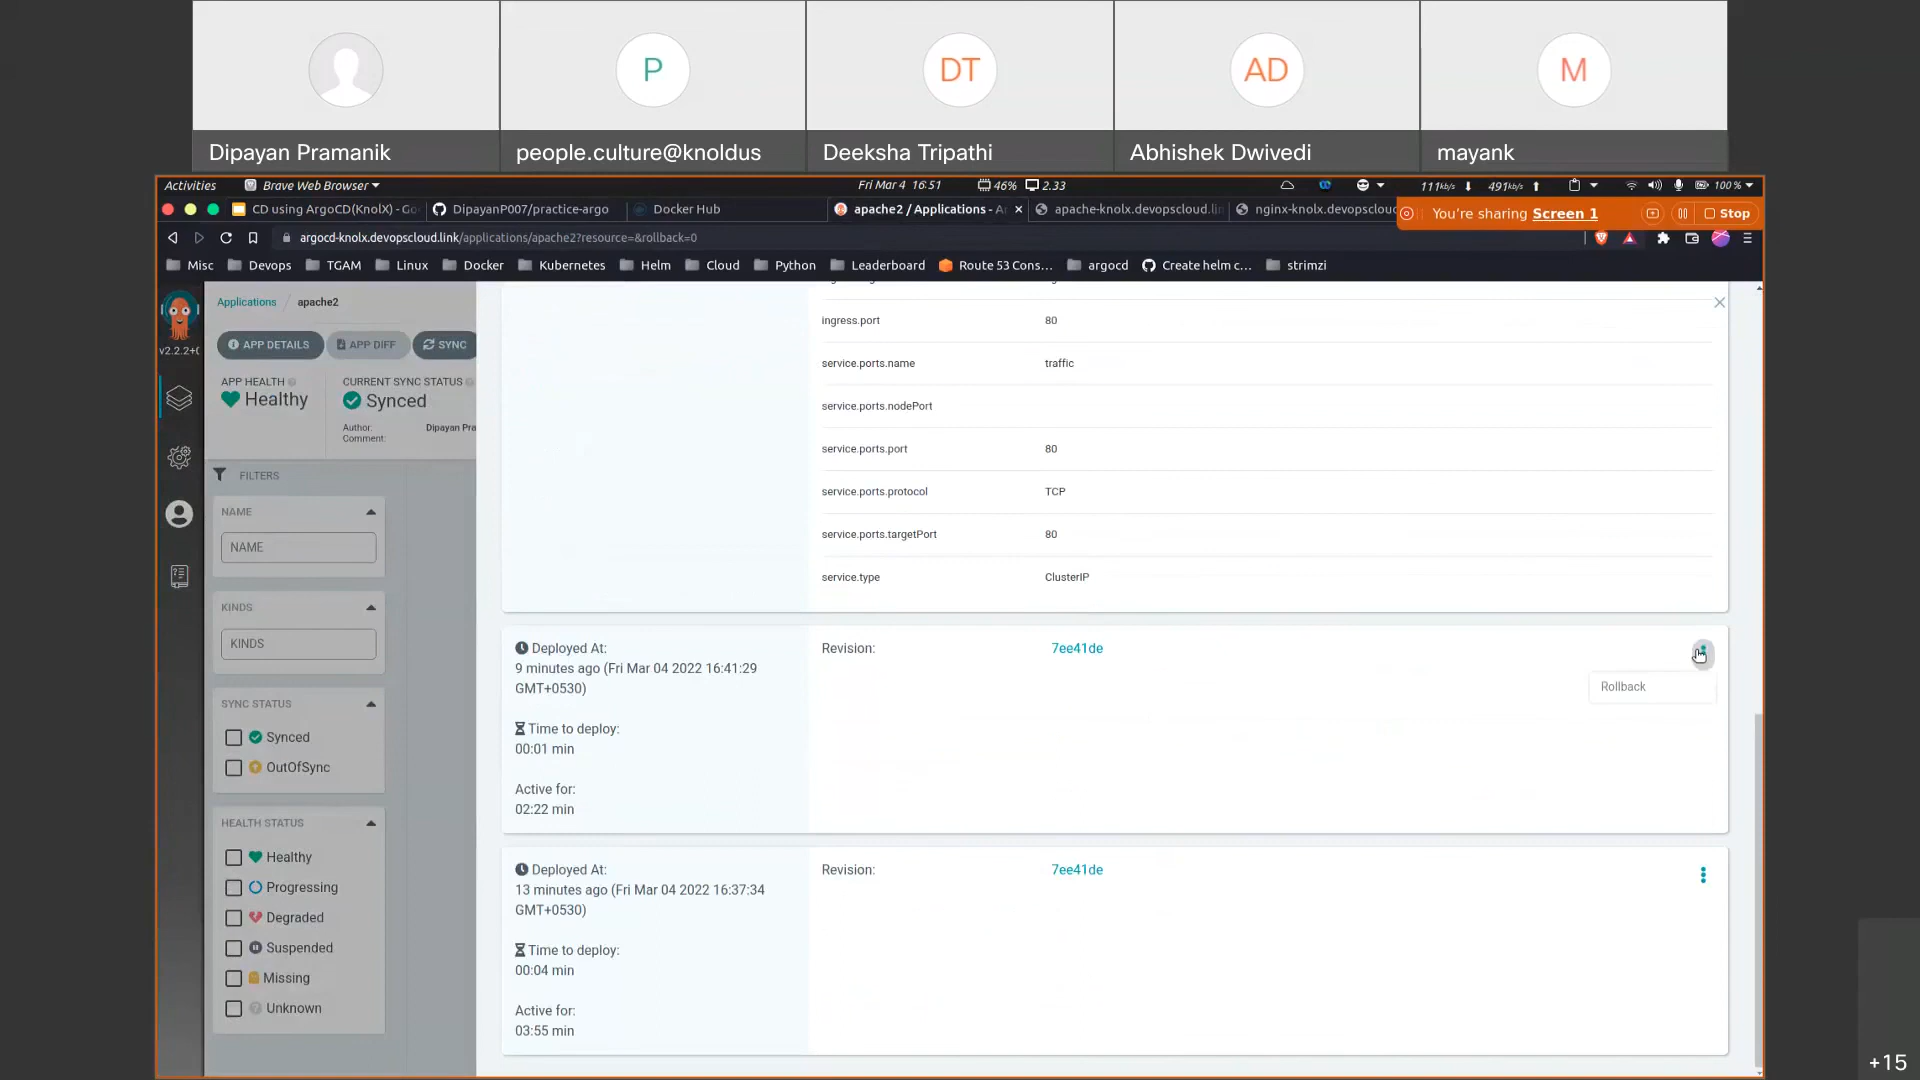 P
DT
AD
M
Dipayan Pramanik
people.culture@knoldus
Deeksha Tripathi
Abhishek Dwivedi
mayank
Activities
Brave Web Browser
Fri Mar 4 16:51
46%
2.33
111kb/s
491kb/s
100%
CD using ArgoCD(KnolX) - Go
DipayanP007/practice-argo
Docker Hub
apache2 / Applications - A
apache-knolx.devopscloud.lin
nginx-knolx.devopscloud
You're sharing Screen 1
Stop
argocd-knolx.devopscloud.link/applications/apache2?resource=&rollback=0
Misc
Devops
TGAM
Linux
Docker
Kubernetes
Helm
Cloud
Python
Leaderboard
Route 53 Cons...
argocd
Create helm c...
strimzi
v2.2.2+
Applications / apache2
APP DETAILS
APP DIFF
SYNC
APP HEALTH
Healthy
CURRENT SYNC STATUS
Synced
Author: Dipayan Pra
Comment:
FILTERS
NAME
NAME
KINDS
KINDS
SYNC STATUS
Synced
OutOfSync
HEALTH STATUS
Healthy
Progressing
Degraded
Suspended
Missing
Unknown
ingress.port 80
service.ports.name traffic
service.ports.nodePort
service.ports.port 80
service.ports.protocol TCP
service.ports.targetPort 80
service.type ClusterIP
Deployed At:
9 minutes ago (Fri Mar 04 2022 16:41:29
GMT+0530)
Time to deploy:
00:01 min
Active for:
02:22 min
Revision: 7ee41de
Rollback
Deployed At:
13 minutes ago (Fri Mar 04 2022 16:37:34
GMT+0530)
Time to deploy:
00:04 min
Active for:
03:55 min
Revision: 7ee41de
+15